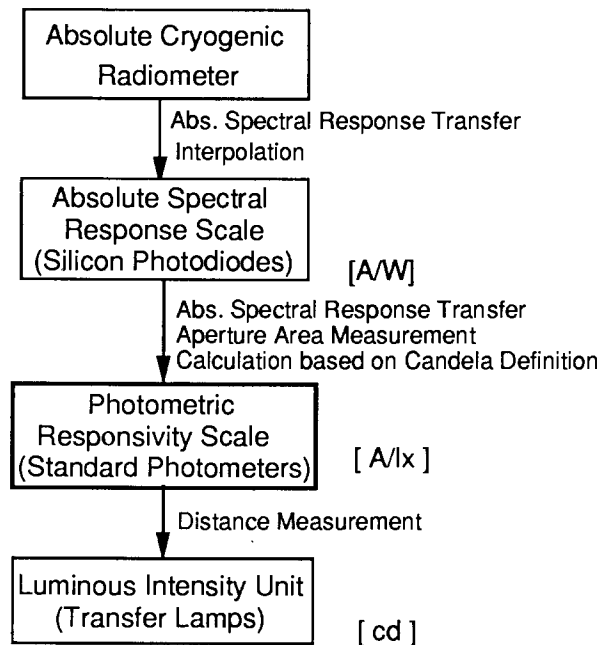 Absolute Cryogenic
Radiometer
Abs. Spectral Response Transfer
Interpolation
Absolute Spectral
Response Scale
(Silicon Photodiodes)
[A/W]
Abs. Spectral Response Transfer
Aperture Area Measurement
Calculation based on Candela Definition
Photometric
Responsivity Scale
(Standard Photometers)
[ A/lx ]
Distance Measurement
Luminous Intensity Unit
(Transfer Lamps)
[ cd ]